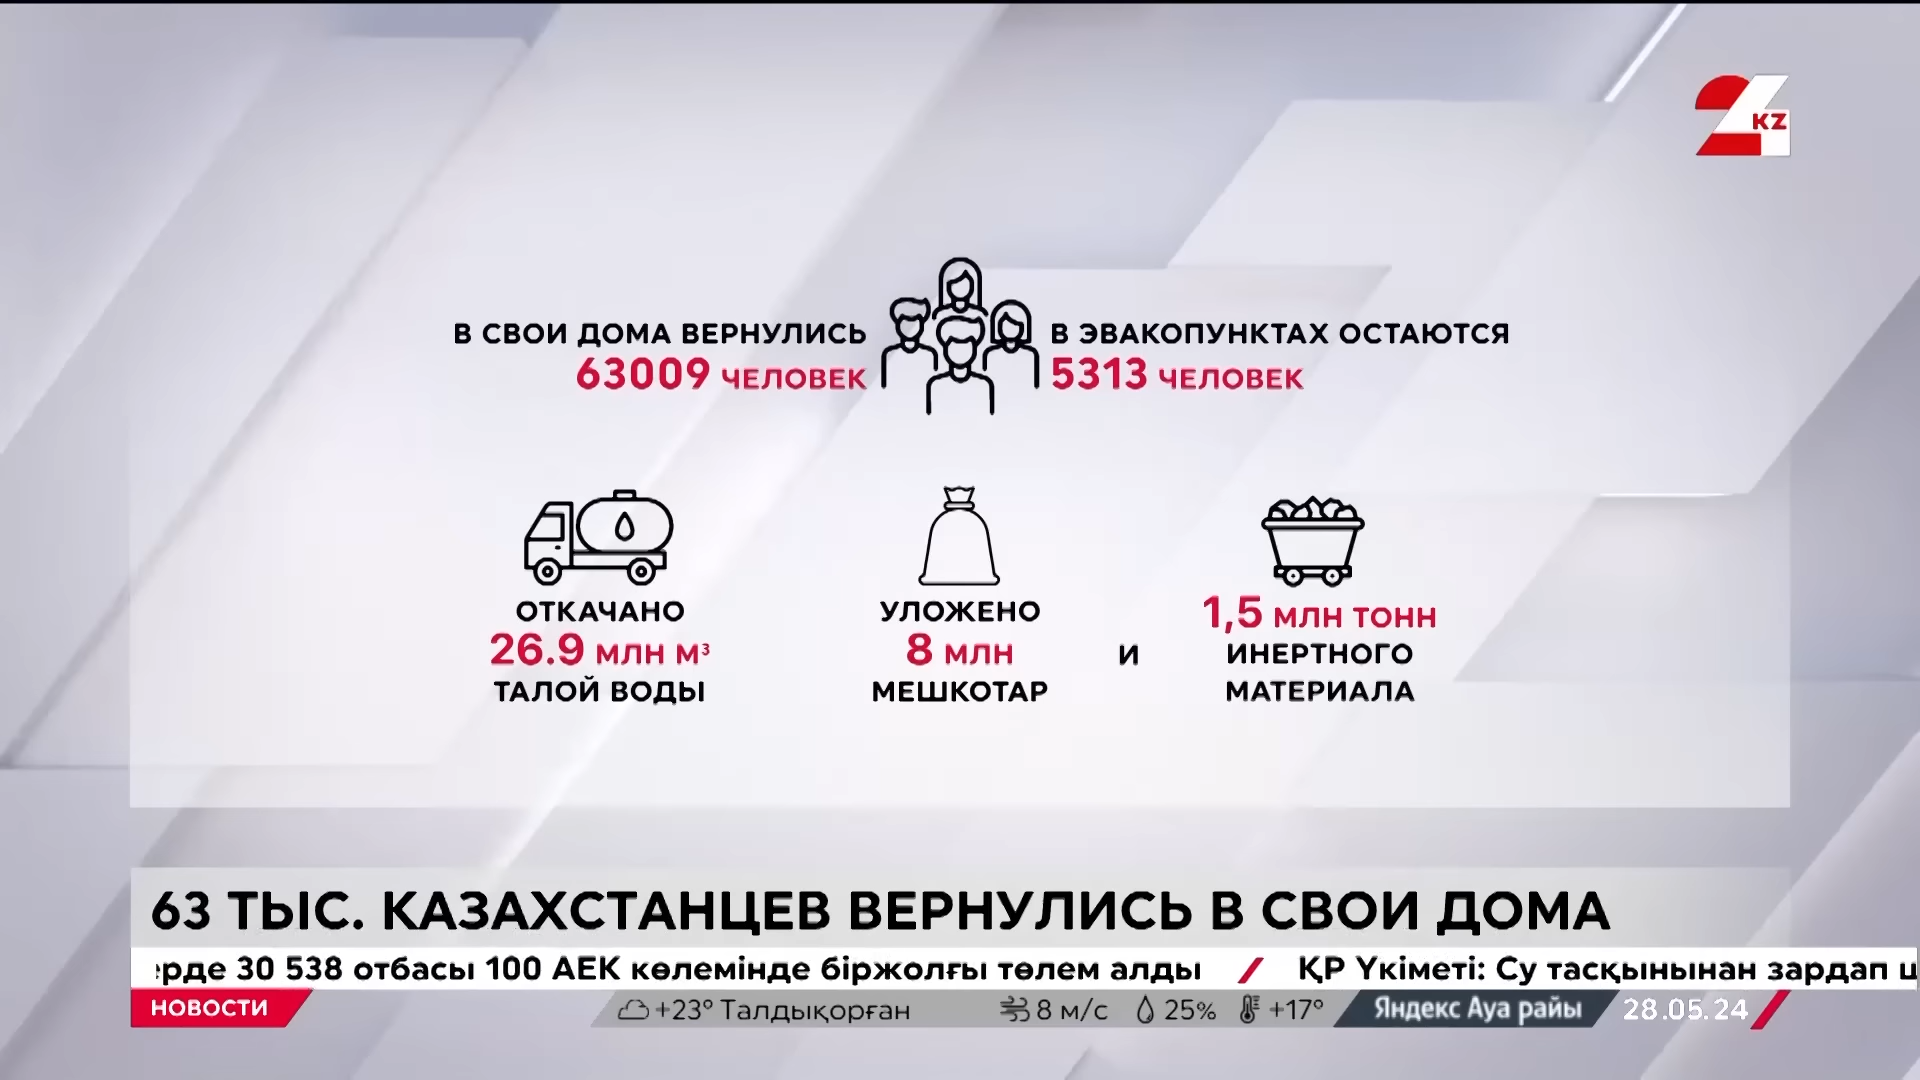 24 KZ
В СВОИ ДОМА ВЕРНУЛИСЬ
63009 ЧЕЛОВЕК
В ЭВАКОПУНКТАХ ОСТАЮТСЯ
5313 ЧЕЛОВЕК
ОТКАЧАНО
26.9 МЛН М³
ТАЛОЙ ВОДЫ
УЛОЖЕНО
8 МЛН
МЕШКОТАР
И
1,5 МЛН ТОНН
ИНЕРТНОГО
МАТЕРИАЛА
63 ТЫС. КАЗАХСТАНЦЕВ ВЕРНУЛИСЬ В СВОИ ДОМА
ерде 30 538 отбасы 100 АЕК көлемінде біржолғы төлем алды / ҚР Үкіметі: Су тасқынынан зардап
НОВОСТИ
+23° Талдықорған 8 м/с 25% +17° Яндекс Ауа райы 28.05.24